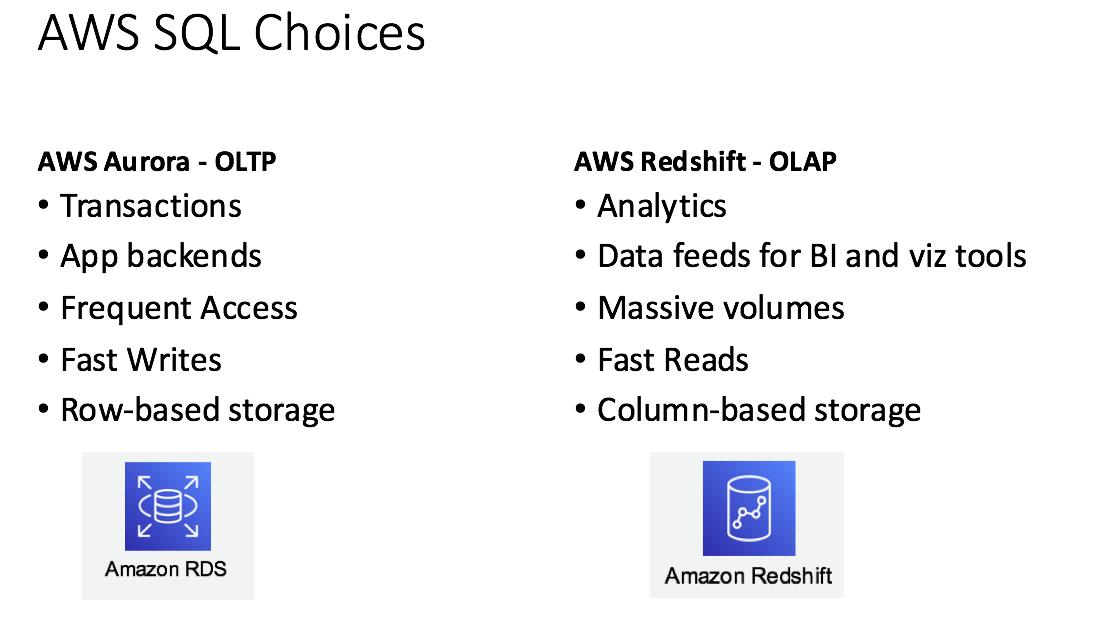 AWS SQL Choices
AWS Aurora - OLTP
• Transactions
• App backends
• Frequent Access
• Fast Writes
• Row-based storage
Amazon RDS
AWS Redshift - OLAP
• Analytics
• Data feeds for BI and viz tools
• Massive volumes
• Fast Reads
• Column-based storage
Amazon Redshift